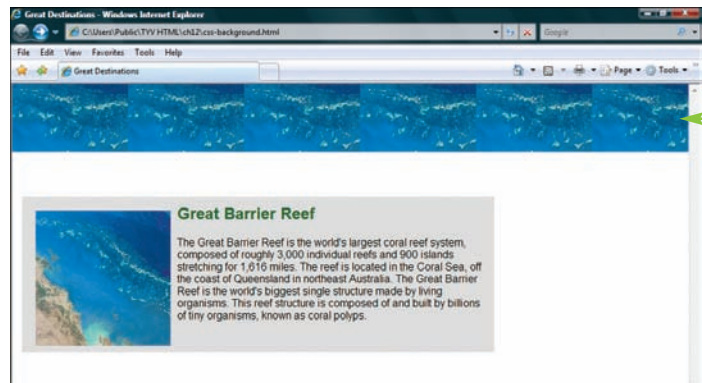 Great Destinations - Windows Internet Explorer
C:\Users\Public\TYV HTML\ch12\css-background.html
Google
File Edit View Favorites Tools Help
Great Destinations
Page Tools
Great Barrier Reef
The Great Barrier Reef is the world's largest coral reef system,
composed of roughly 3,000 individual reefs and 900 islands
stretching for 1,616 miles. The reef is located in the Coral Sea, off
the coast of Queensland in northeast Australia. The Great Barrier
Reef is the world's biggest single structure made by living
organisms. This reef structure is composed of and built by billions
of tiny organisms, known as coral polyps.